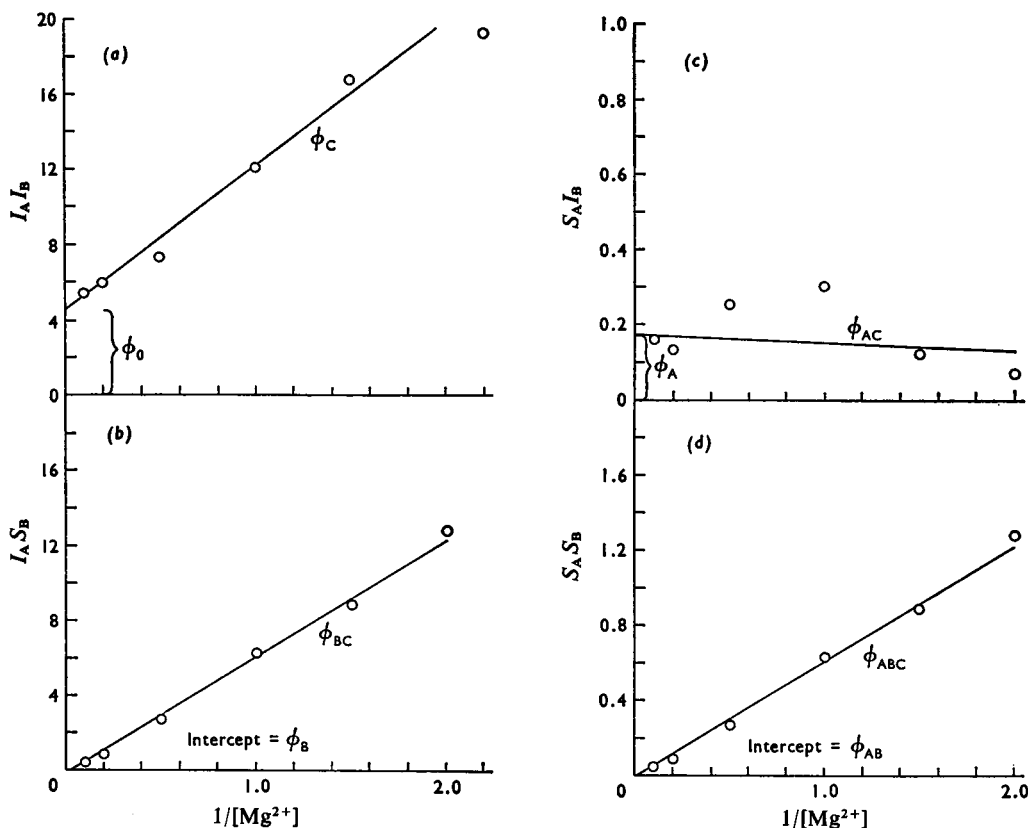 20
16
12
8
4
0
(a)
I_A I_B
ϕ_C
ϕ_0
1.0
0.8
0.6
0.4
0.2
0
(c)
S_A I_B
ϕ_AC
ϕ_A
16
12
8
4
0
(b)
I_A S_B
ϕ_BC
Intercept = ϕ_B
1.0
2.0
1/[Mg²⁺]
1.6
1.2
0.8
0.4
0
(d)
S_A S_B
ϕ_ABC
Intercept = ϕ_AB
1.0
2.0
1/[Mg²⁺]